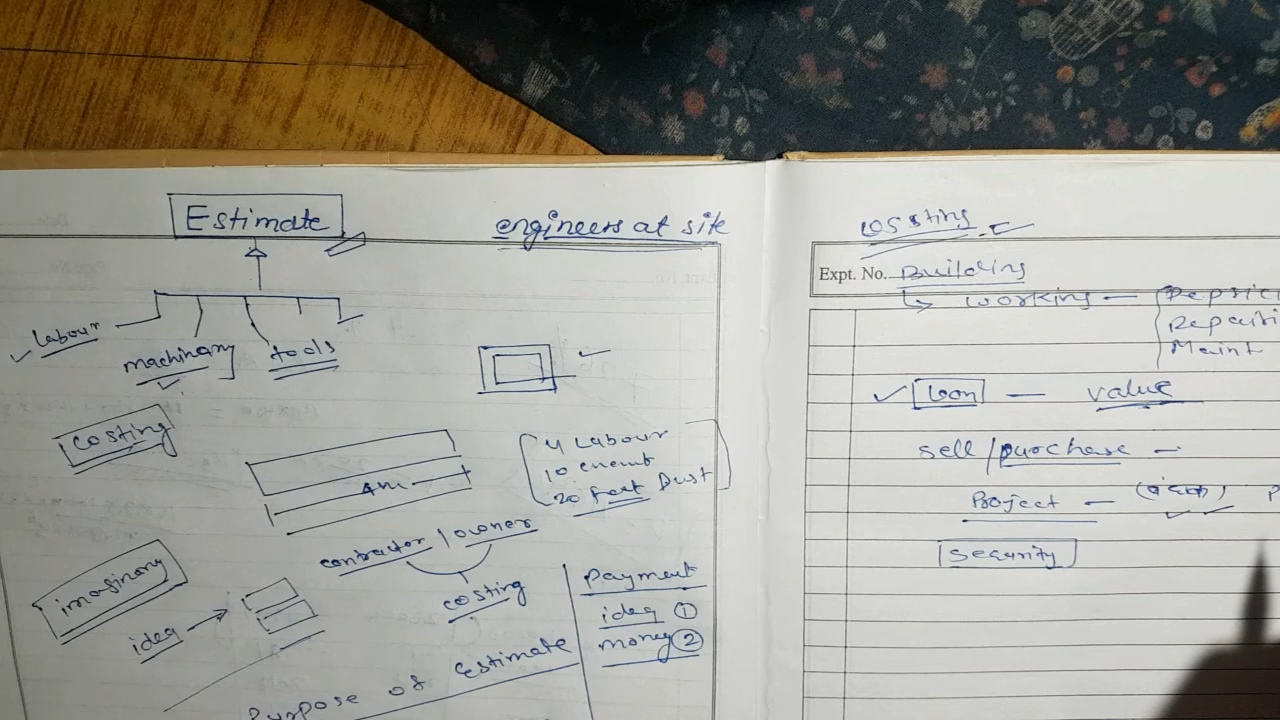 Estimate
engineers at site
labour
machinary
tools
costing
4 Labour
10 cement
20 feet Dust
4m
contractor / owner
costing
imaginary
idea
Payment
idea 1
money 2
Purpose of Estimate
costing
Expt. No. Building
working — Depric
Repairi
Maint
loan — value
sell / purchase —
Project —
security